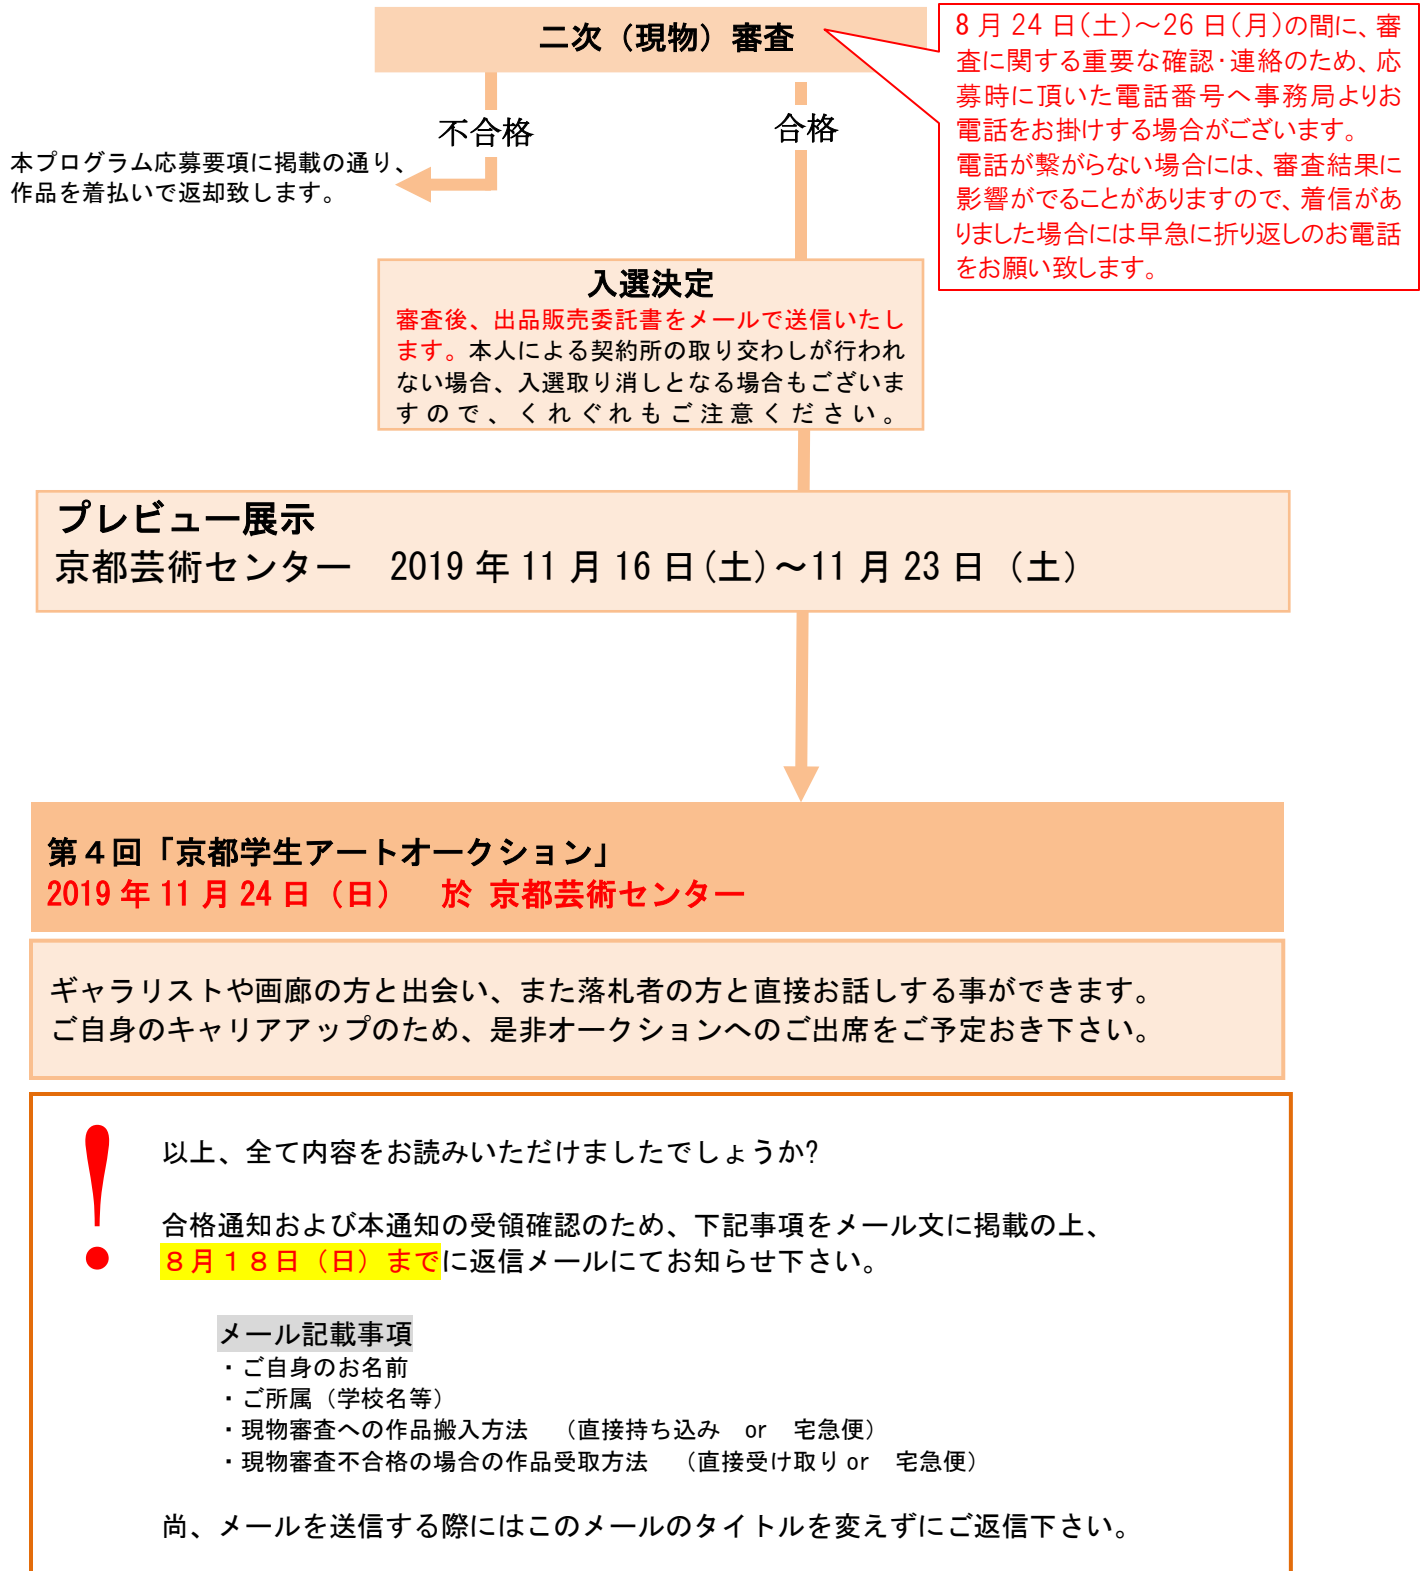 二次（現物）審査
8月24日(土)～26日(月)の間に、審
査に関する重要な確認･連絡のため、応
募時に頂いた電話番号へ事務局よりお
電話をお掛けする場合がございます。
電話が繋がらない場合には、審査結果に
影響がでることがありますので、着信があ
りました場合には早急に折り返しのお電話
をお願い致します。
不合格
合格
本プログラム応募要項に掲載の通り、
作品を着払いで返却致します。
入選決定
審査後、出品販売委託書をメールで送信いたし
ます。本人による契約所の取り交わしが行われ
ない場合、入選取り消しとなる場合もございま
すので、くれぐれもご注意ください。
プレビュー展示
京都芸術センター　2019年11月16日(土)～11月23日（土）
第４回「京都学生アートオークション」
2019年11月24日（日）　於 京都芸術センター
ギャラリストや画廊の方と出会い、また落札者の方と直接お話しする事ができます。
ご自身のキャリアアップのため、是非オークションへのご出席をご予定おき下さい。
!
以上、全て内容をお読みいただけましたでしょうか?
合格通知および本通知の受領確認のため、下記事項をメール文に掲載の上、
８月１８日（日）までに返信メールにてお知らせ下さい。
メール記載事項
・ご自身のお名前
・ご所属（学校名等）
・現物審査への作品搬入方法　（直接持ち込み　or　宅急便）
・現物審査不合格の場合の作品受取方法　（直接受け取り or　宅急便）
尚、メールを送信する際にはこのメールのタイトルを変えずにご返信下さい。